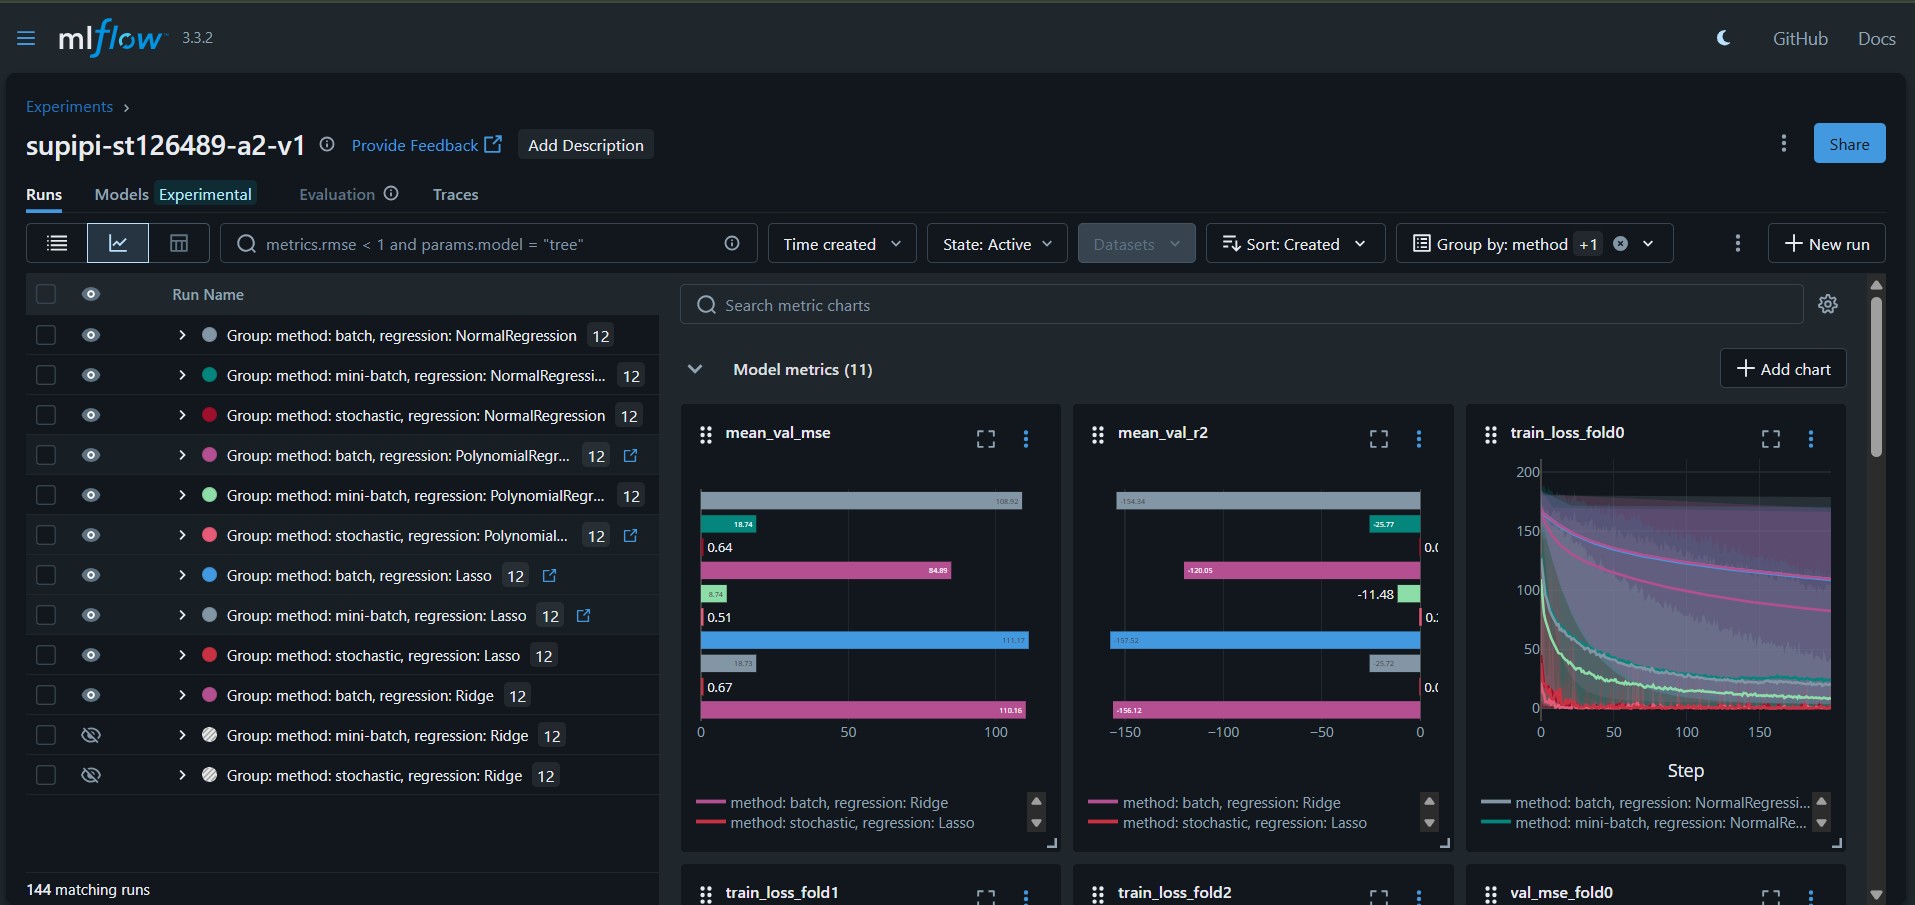 mlflow 3.3.2 GitHub Docs
Experiments
supipi-st126489-a2-v1 Provide Feedback Add Description Share
Runs Models Experimental Evaluation Traces
metrics.rmse < 1 and params.model = "tree" Time created State: Active Datasets Sort: Created Group by: method +1 New run
Run Name
Group: method: batch, regression: NormalRegression 12
Group: method: mini-batch, regression: NormalRegressi... 12
Group: method: stochastic, regression: NormalRegression 12
Group: method: batch, regression: PolynomialRegr... 12
Group: method: mini-batch, regression: PolynomialRegr... 12
Group: method: stochastic, regression: Polynomial... 12
Group: method: batch, regression: Lasso 12
Group: method: mini-batch, regression: Lasso 12
Group: method: stochastic, regression: Lasso 12
Group: method: batch, regression: Ridge 12
Group: method: mini-batch, regression: Ridge 12
Group: method: stochastic, regression: Ridge 12
144 matching runs
Search metric charts
Model metrics (11) Add chart
mean_val_mse
108.92
18.74
0.64
84.89
8.74
0.51
111.17
18.73
0.67
110.16
0 50 100
method: batch, regression: Ridge
method: stochastic, regression: Lasso
mean_val_r2
-154.34
-25.77
-120.05
-11.48
-157.52
-25.72
-156.12
−150 −100 −50 0
method: batch, regression: Ridge
method: stochastic, regression: Lasso
train_loss_fold0
200
150
100
50
0
0 50 100 150
Step
method: batch, regression: NormalRegressi...
method: mini-batch, regression: NormalRe...
train_loss_fold1
train_loss_fold2
val_mse_fold0